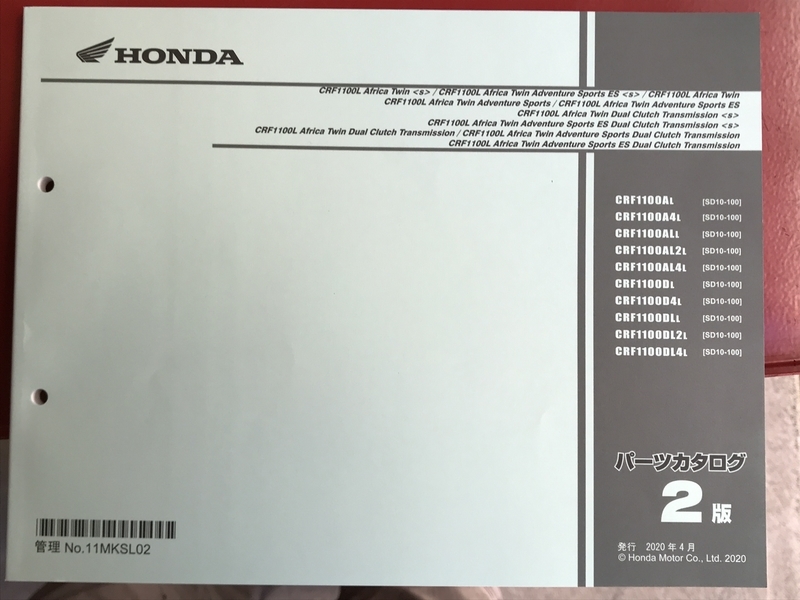 HONDA
CRF1100L Africa Twin <s> / CRF1100L Africa Twin Adventure Sports ES <s> / CRF1100L Africa Twin
CRF1100L Africa Twin Adventure Sports / CRF1100L Africa Twin Adventure Sports ES
CRF1100L Africa Twin Dual Clutch Transmission <s>
CRF1100L Africa Twin Adventure Sports ES Dual Clutch Transmission <s>
CRF1100L Africa Twin Dual Clutch Transmission / CRF1100L Africa Twin Adventure Sports Dual Clutch Transmission
CRF1100L Africa Twin Adventure Sports ES Dual Clutch Transmission
CRF1100AL [SD10-100]
CRF1100A4L [SD10-100]
CRF1100ALL [SD10-100]
CRF1100AL2L [SD10-100]
CRF1100AL4L [SD10-100]
CRF1100DL [SD10-100]
CRF1100D4L [SD10-100]
CRF1100DLL [SD10-100]
CRF1100DL2L [SD10-100]
CRF1100DL4L [SD10-100]
パーツカタログ
2版
発行 2020年4月
© Honda Motor Co., Ltd. 2020
管理 No.11MKSL02